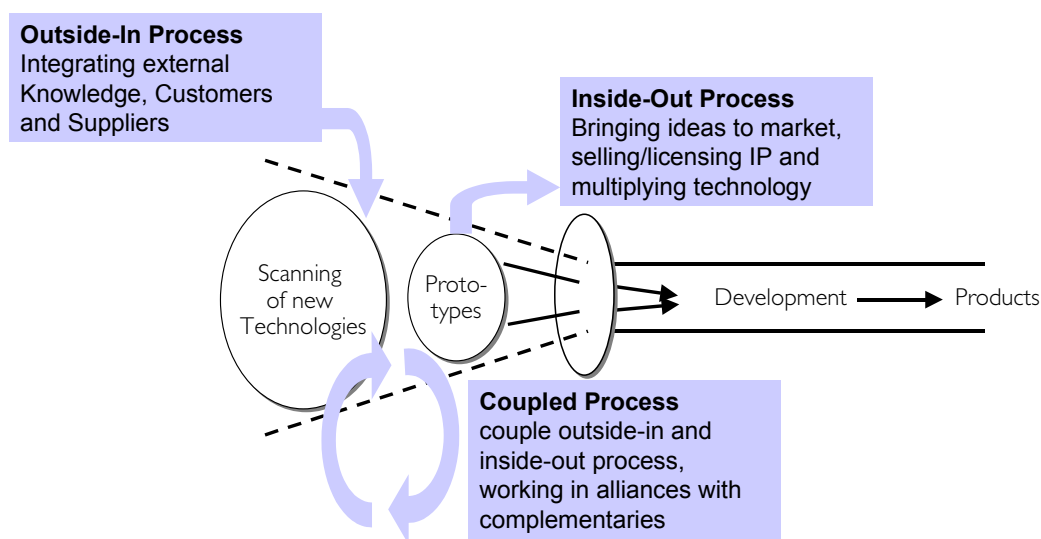 Outside-In Process
Integrating external
Knowledge, Customers
and Suppliers
Inside-Out Process
Bringing ideas to market,
selling/licensing IP and
multiplying technology
Scanning
of new
Technologies
Proto-
types
Development
Products
Coupled Process
couple outside-in and
inside-out process,
working in alliances with
complementaries